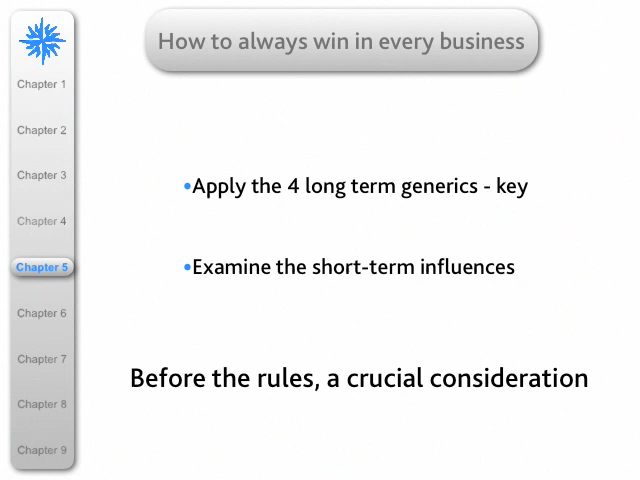 How to always win in every business
Chapter 1
Chapter 2
Chapter 3
Chapter 4
Chapter 5
Chapter 6
Chapter 7
Chapter 8
Chapter 9
•Apply the 4 long term generics - key
•Examine the short-term influences
Before the rules, a crucial consideration